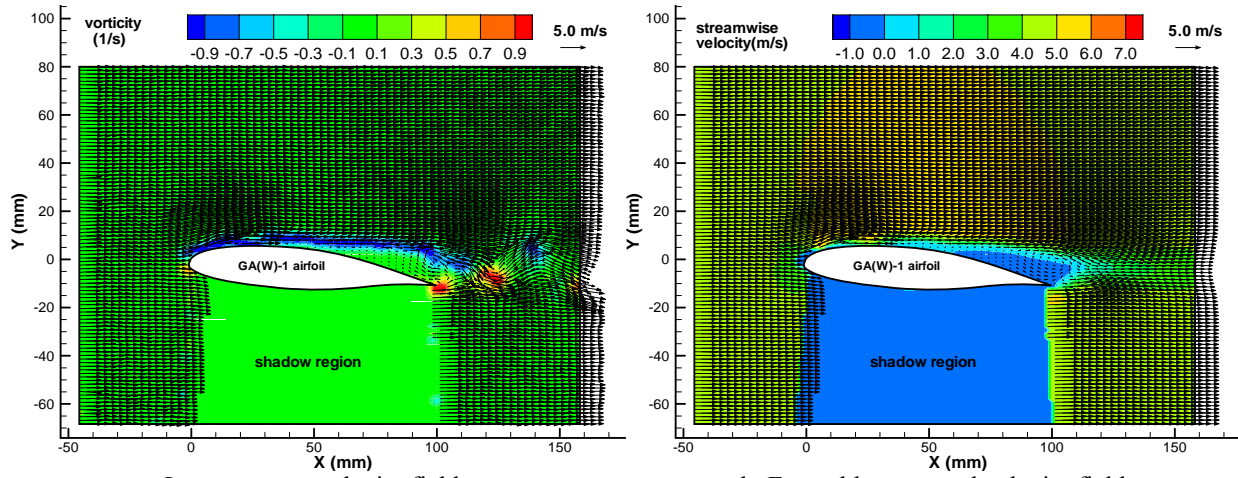 vorticity
(1/s)
-0.9 -0.7 -0.5 -0.3 -0.1 0.1 0.3 0.5 0.7 0.9
5.0 m/s
100
80
60
40
20
0
-20
-40
-60
Y (mm)
GA(W)-1 airfoil
shadow region
-50 0 50 100 150
X (mm)
streamwise
velocity(m/s)
-1.0 0.0 1.0 2.0 3.0 4.0 5.0 6.0 7.0
5.0 m/s
100
80
60
40
20
0
-20
-40
-60
Y (mm)
GA(W)-1 airfoil
shadow region
-50 0 50 100 150
X (mm)